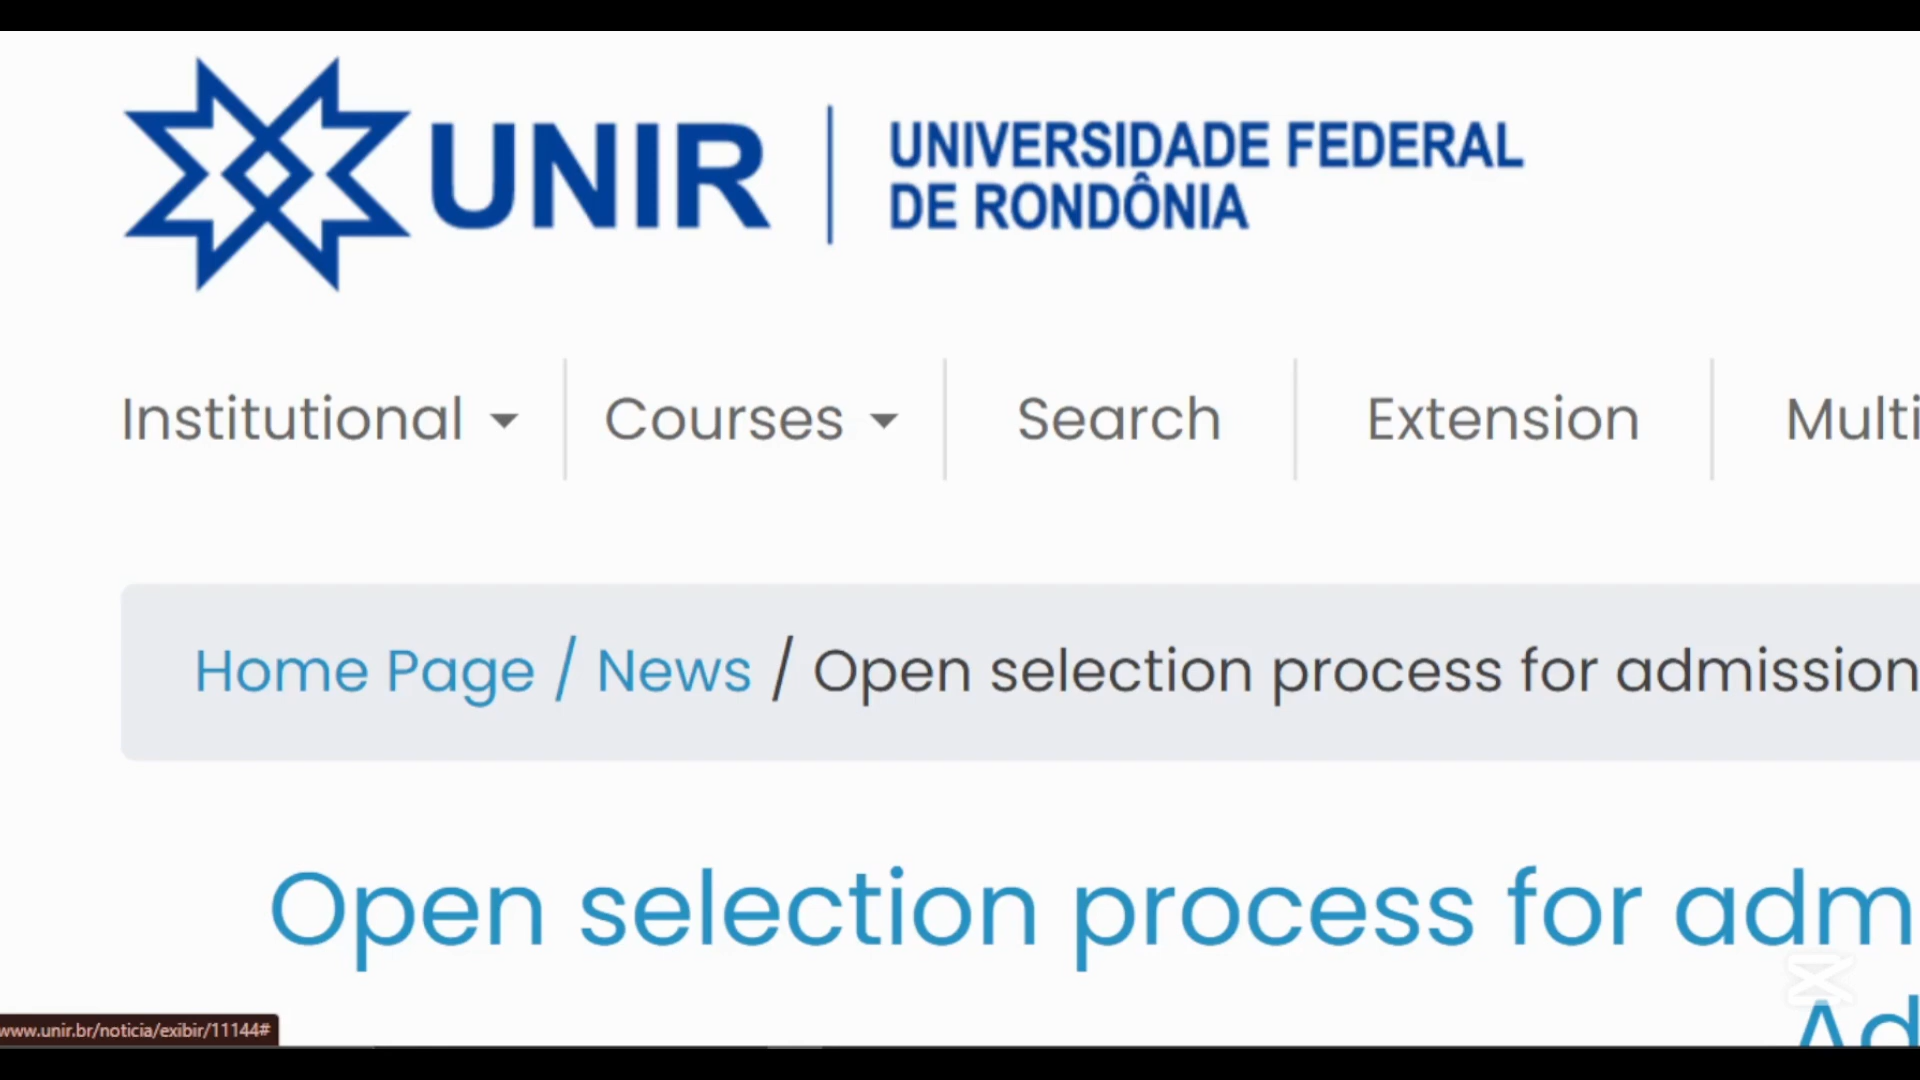 UNIR
UNIVERSIDADE FEDERAL
DE RONDÔNIA
Institutional
Courses
Search
Extension
Multi
Home Page / News / Open selection process for admission
Open selection process for adm
Ad
www.unir.br/noticia/exibir/11144#